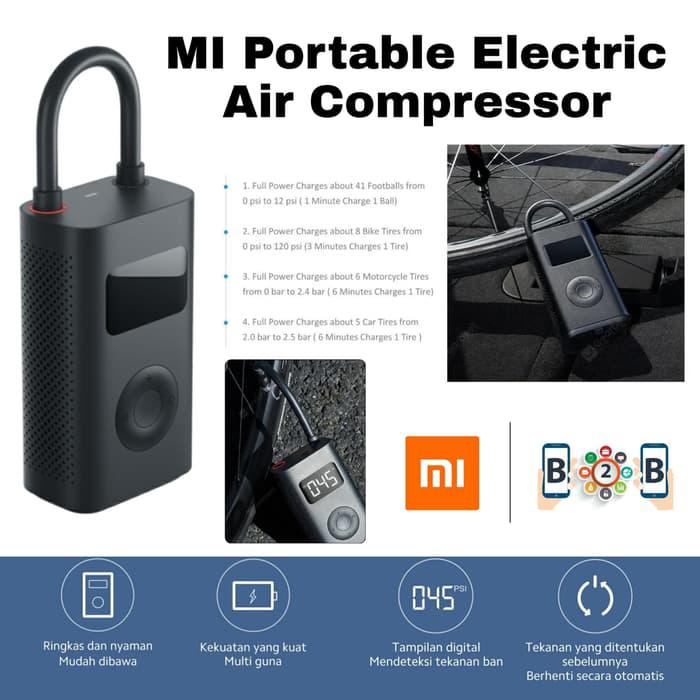 MI Portable Electric
Air Compressor
1. Full Power Charges about 41 Footballs from
0 psi to 12 psi ( 1 Minute Charge 1 Ball)
2. Full Power Charges about 8 Bike Tires from
0 psi to 120 psi (3 Minutes Charges 1 Tire)
3. Full Power Charges about 6 Motorcycle Tires
from 0 bar to 2.4 bar ( 6 Minutes Charges 1 Tire)
4. Full Power Charges about 5 Car Tires from
2.0 bar to 2.5 bar ( 6 Minutes Charges 1 Tire )
045
mi
B 2 B
045 PSI
Ringkas dan nyaman
Mudah dibawa
Kekuatan yang kuat
Multi guna
Tampilan digital
Mendeteksi tekanan ban
Tekanan yang ditentukan
sebelumnya
Berhenti secara otomatis